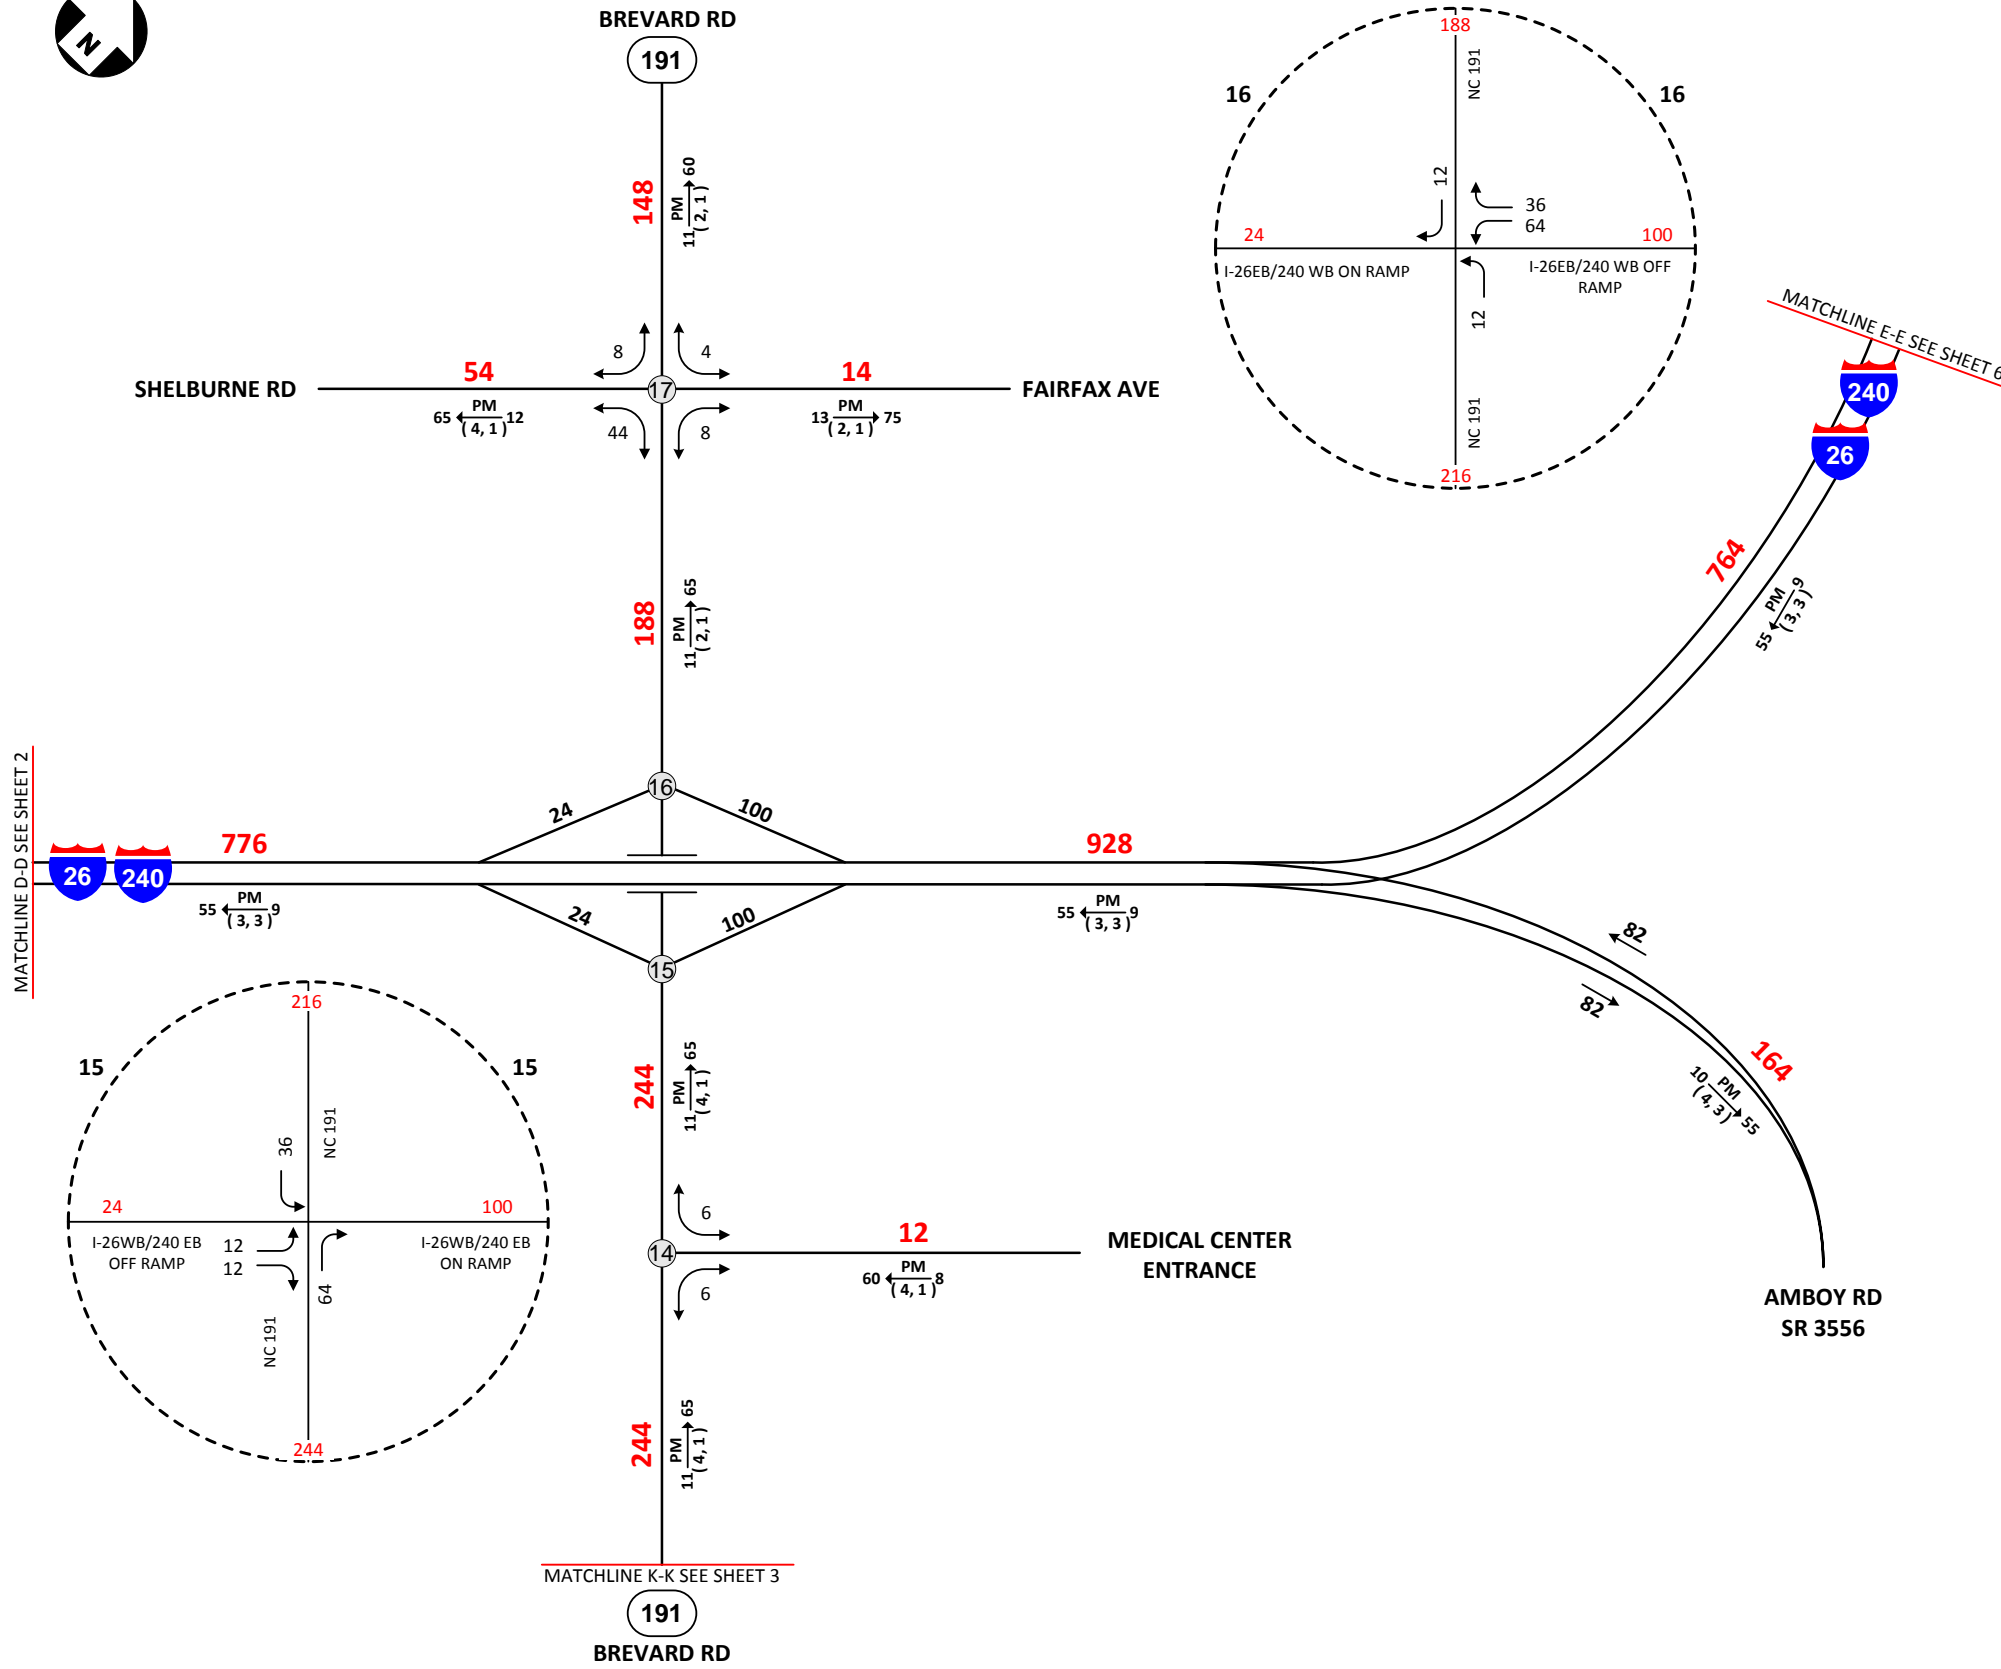 N
BREVARD RD
191
148
11 PM 60
( 2, 1 )
8
4
54
14
SHELBURNE RD
17
FAIRFAX AVE
65 PM 12
( 4, 1 )
13 PM 75
( 2, 1 )
44
8
188
16
16
NC 191
12
36
64
24
100
I-26EB/240 WB ON RAMP
I-26EB/240 WB OFF
RAMP
12
NC 191
216
MATCHLINE E-E SEE SHEET 6
240
26
764
55 PM 9
( 3, 3 )
188
11 PM 65
( 2, 1 )
MATCHLINE D-D SEE SHEET 2
16
24
100
776
928
26
240
55 PM 9
( 3, 3 )
55 PM 9
( 3, 3 )
24
100
15
82
82
164
10 PM 55
( 4, 3 )
216
15
15
NC 191
36
24
100
I-26WB/240 EB
OFF RAMP
12
12
I-26WB/240 EB
ON RAMP
64
NC 191
244
244
11 PM 65
( 4, 1 )
6
12
14
MEDICAL CENTER
ENTRANCE
60 PM 8
( 4, 1 )
6
AMBOY RD
SR 3556
244
11 PM 65
( 4, 1 )
MATCHLINE K-K SEE SHEET 3
191
BREVARD RD